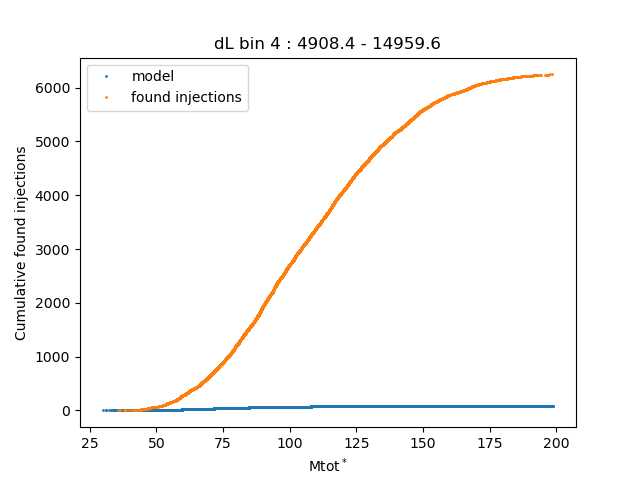 dL bin 4 : 4908.4 - 14959.6
model
found injections
6000
5000
4000
3000
2000
1000
0
Cumulative found injections
25 50 75 100 125 150 175 200
Mtot*